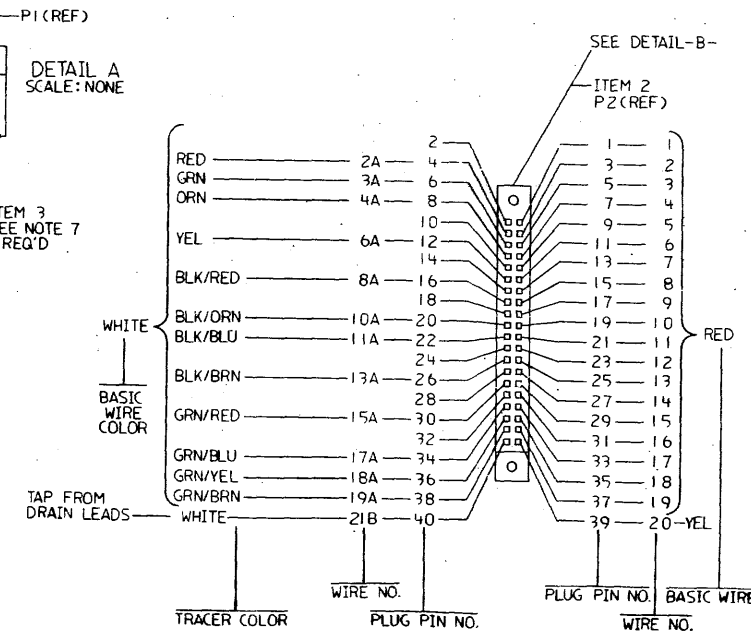 P1(REF)
DETAIL A
SCALE: NONE
SEE DETAIL-B-
ITEM 2
P2(REF)
TEM 3
EE NOTE 7
REQ'D
2 1 1
RED 2A 4 3 2
GRN 3A 6 5 3
ORN 4A 8 7 4
10 9 5
YEL 6A 12 11 6
14 13 7
BLK/RED 8A 16 15 8
18 17 9
BLK/ORN 10A 20 19 10
BLK/BLU 11A 22 21 11
24 23 12
BLK/BRN 13A 26 25 13
28 27 14
GRN/RED 15A 30 29 15
32 31 16
GRN/BLU 17A 34 33 17
GRN/YEL 18A 36 35 18
GRN/BRN 19A 38 37 19
WHITE 21B 40 39 20-YEL
WHITE
RED
BASIC
WIRE
COLOR
TAP FROM
DRAIN LEADS
TRACER COLOR
WIRE NO.
PLUG PIN NO.
PLUG PIN NO.
WIRE NO.
BASIC WIRE